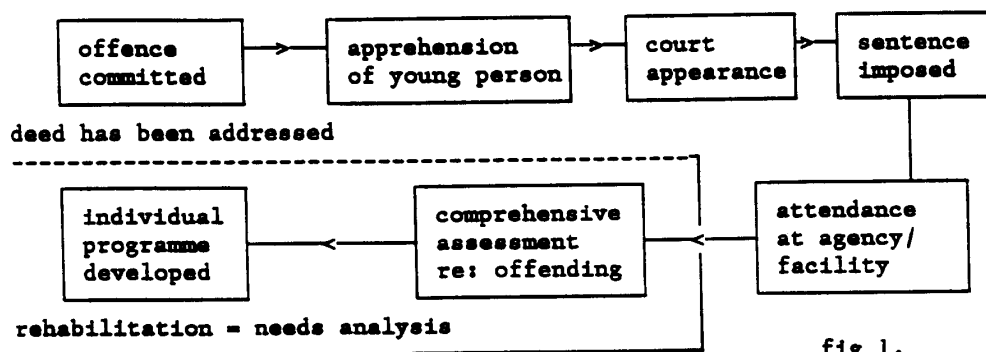 offence
committed
apprehension
of young person
court
appearance
sentence
imposed
deed has been addressed
individual
programme
developed
comprehensive
assessment
re: offending
attendance
at agency/
facility
rehabilitation = needs analysis
fig 1.